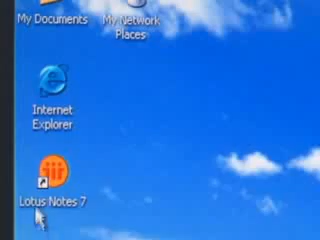 My Documents
My Network
Places
Internet
Explorer
Lotus Notes 7